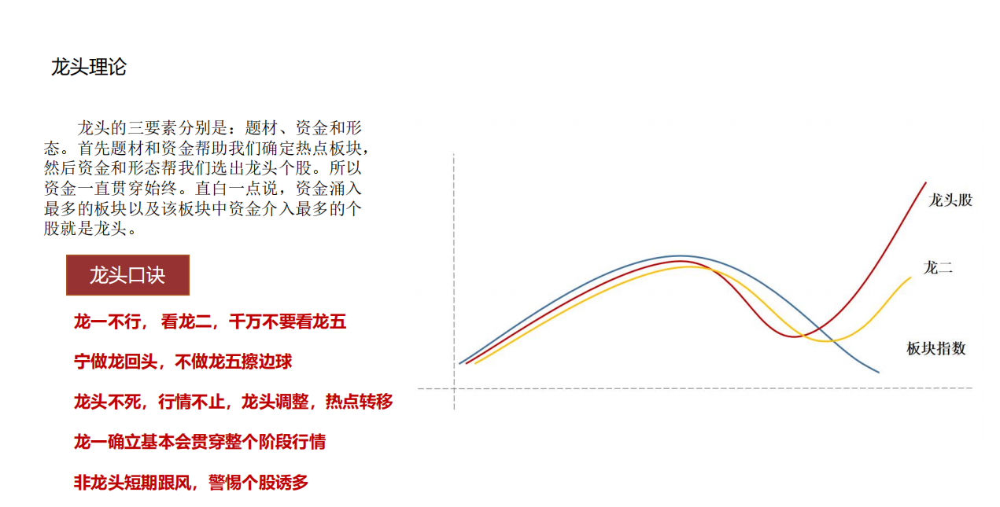 龙头理论
龙头的三要素分别是：题材、资金和形
态。首先题材和资金帮助我们确定热点板块，
然后资金和形态帮我们选出龙头个股。所以
资金一直贯穿始终。直白一点说，资金涌入
最多的板块以及该板块中资金介入最多的个
股就是龙头。
龙头口诀
龙一不行， 看龙二，千万不要看龙五
宁做龙回头，不做龙五擦边球
龙头不死，行情不止，龙头调整，热点转移
龙一确立基本会贯穿整个阶段行情
非龙头短期跟风，警惕个股诱多
龙头股
龙二
板块指数